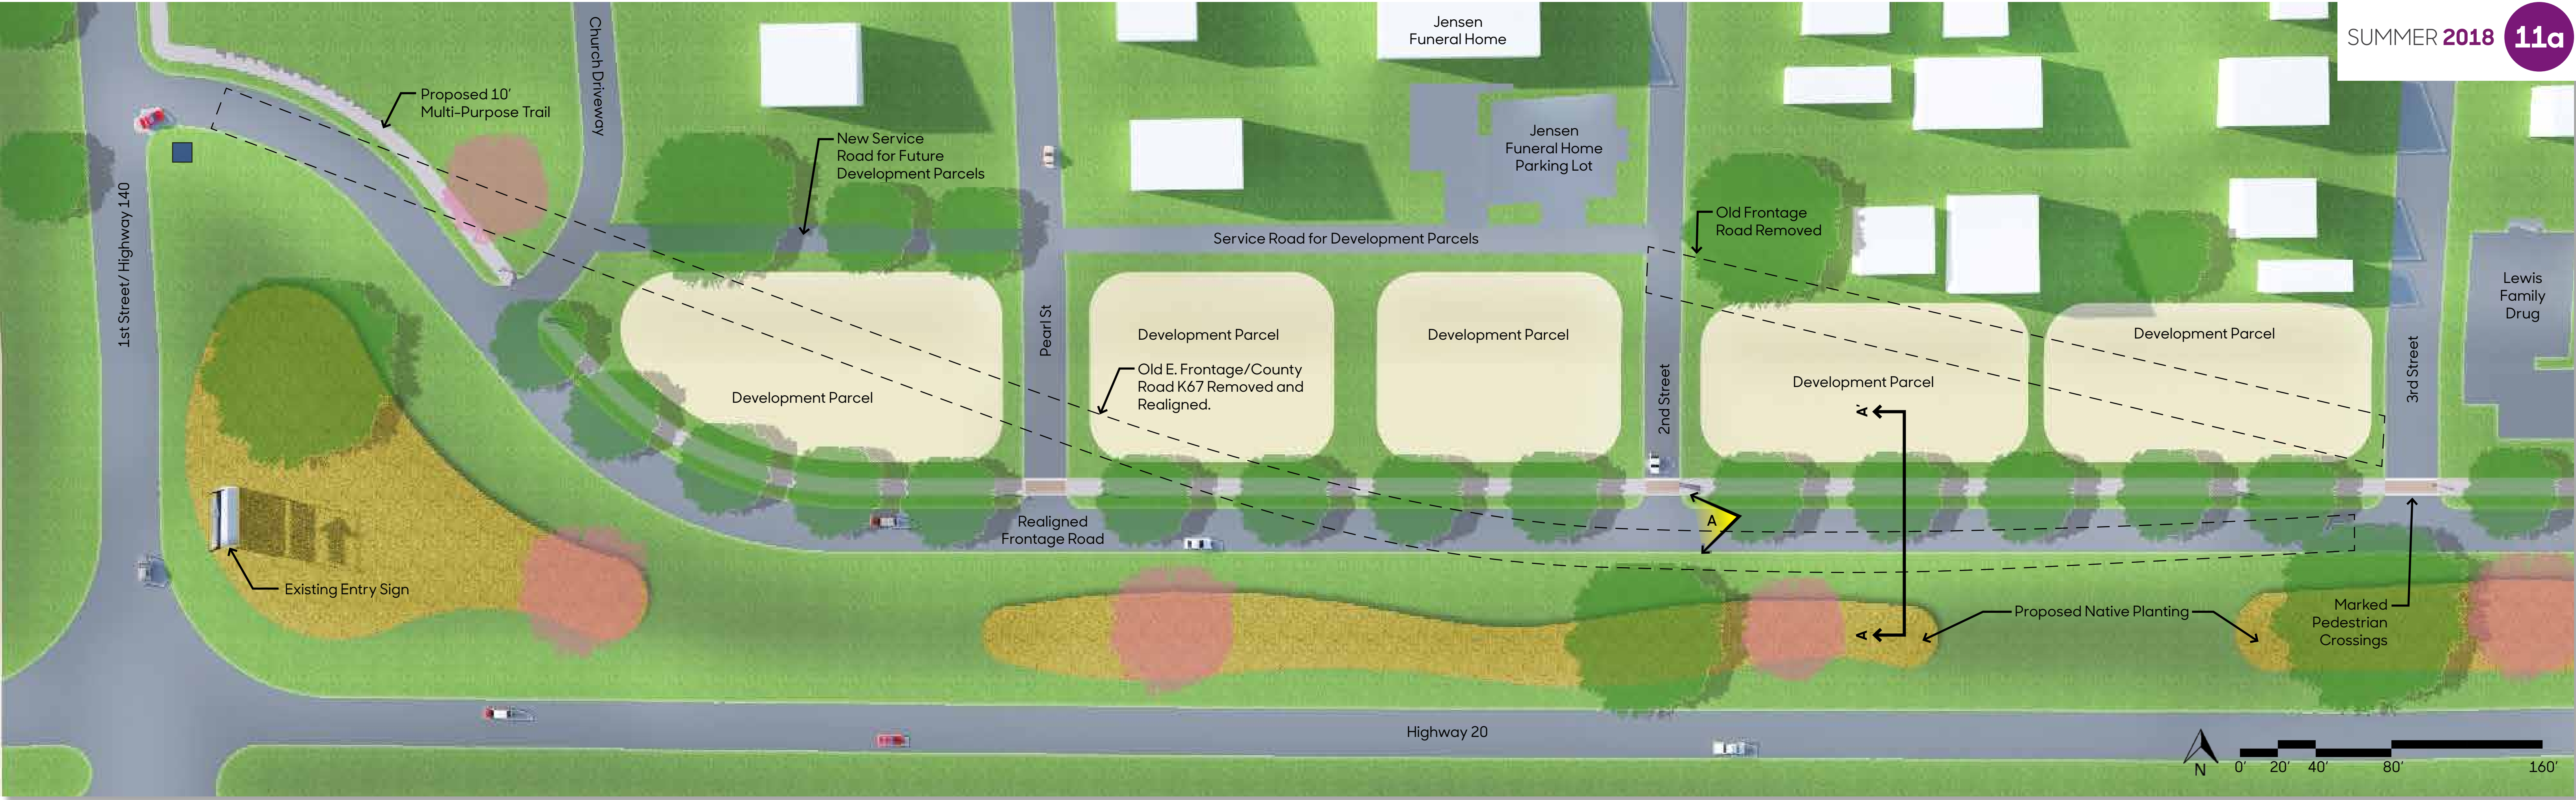 SUMMER 2018
11a
Jensen
Funeral Home
Church Driveway
Proposed 10'
Multi-Purpose Trail
New Service
Road for Future
Development Parcels
Jensen
Funeral Home
Parking Lot
1st Street/ Highway 140
Old Frontage
Road Removed
Service Road for Development Parcels
Lewis
Family
Drug
Pearl St
Development Parcel
Development Parcel
Development Parcel
2nd Street
3rd Street
Old E. Frontage/County
Road K67 Removed and
Realigned.
Development Parcel
Development Parcel
A'
A
Realigned
Frontage Road
Existing Entry Sign
A
Proposed Native Planting
Marked
Pedestrian
Crossings
Highway 20
N
0' 20' 40' 80' 160'